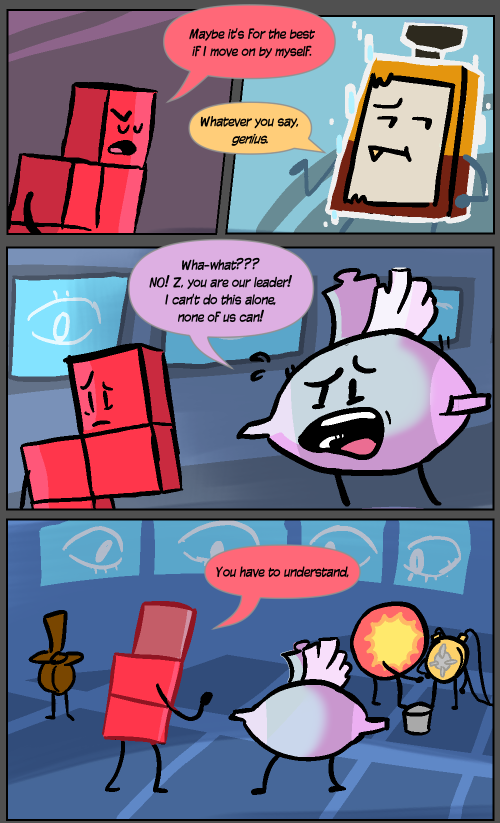 Maybe it's for the best
if I move on by myself.
Whatever you say,
genius.
Wha-what???
NO! Z, you are our leader!
I can't do this alone,
none of us can!
You have to understand,